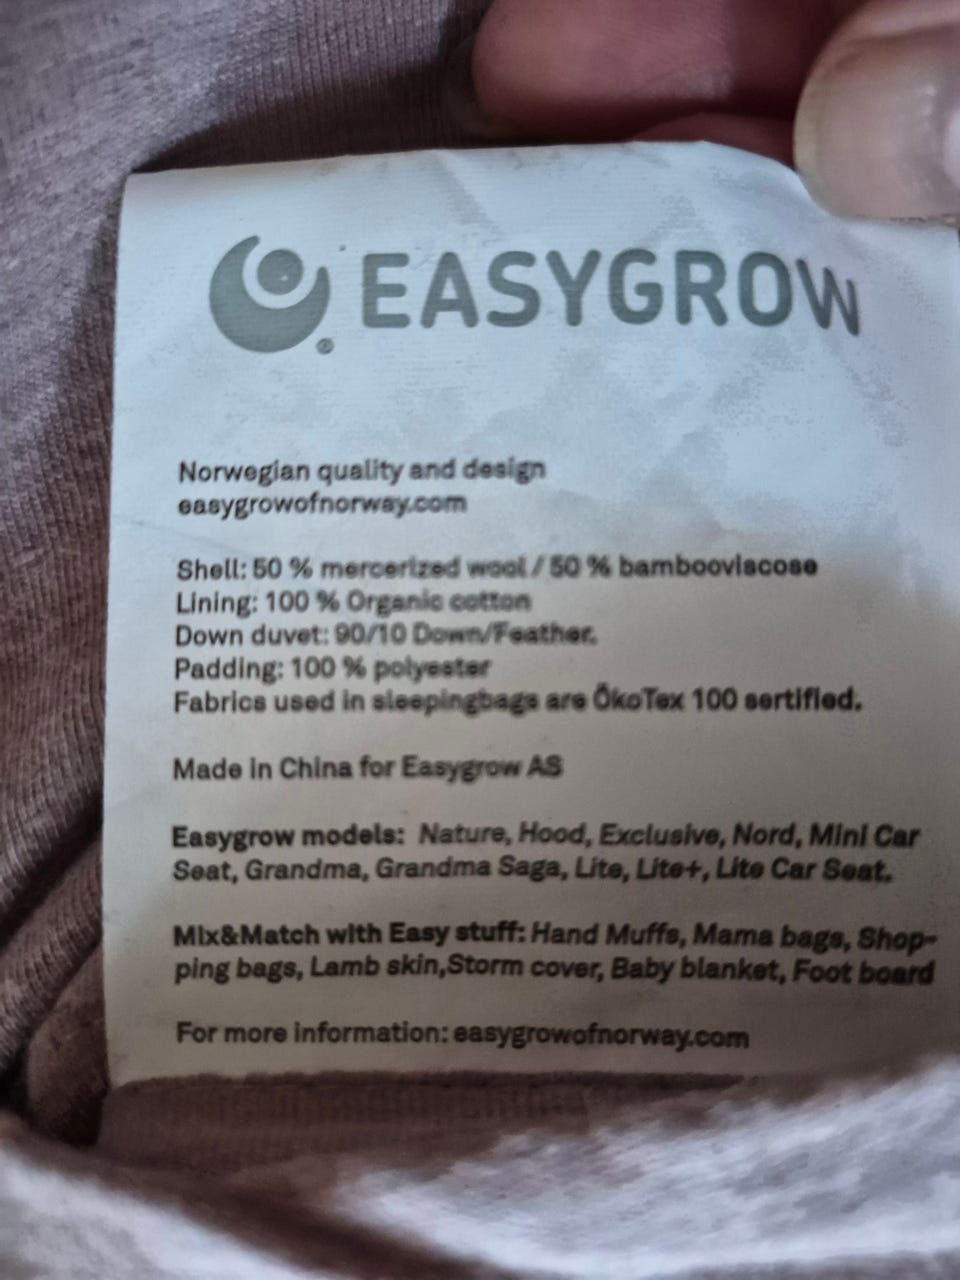 EASYGROW
®
Norwegian quality and design
easygrowofnorway.com
Shell: 50 % mercerized wool / 50 % bambooviscose
Lining: 100 % Organic cotton
Down duvet: 90/10 Down/Feather.
Padding: 100 % polyester
Fabrics used in sleepingbags are ÖkoTex 100 sertified.
Made in China for Easygrow AS
Easygrow models: Nature, Hood, Exclusive, Nord, Mini Car
Seat, Grandma, Grandma Saga, Lite, Lite+, Lite Car Seat.
Mix&Match with Easy stuff: Hand Muffs, Mama bags, Shop-
ping bags, Lamb skin,Storm cover, Baby blanket, Foot board
For more information: easygrowofnorway.com